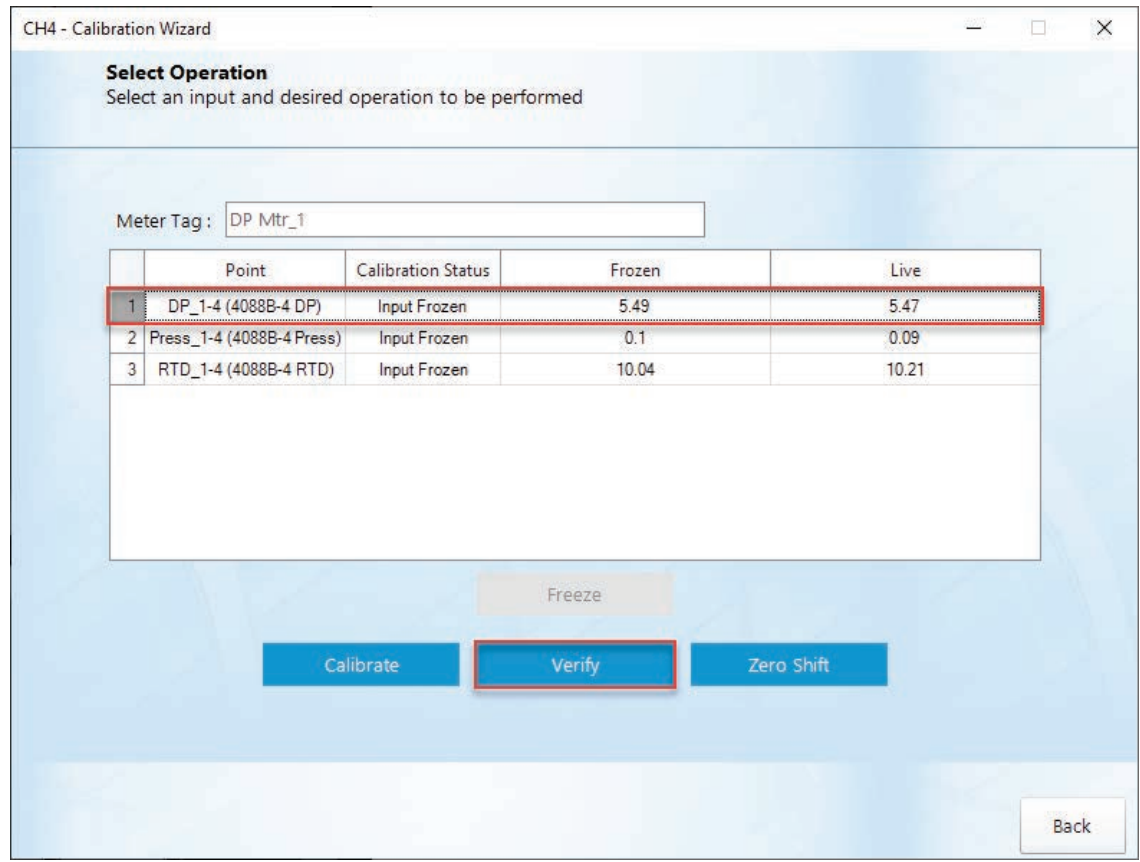 CH4 - Calibration Wizard
Select Operation
Select an input and desired operation to be performed
Meter Tag : DP Mtr_1
Point Calibration Status Frozen Live
1 DP_1-4 (4088B-4 DP) Input Frozen 5.49 5.47
2 Press_1-4 (4088B-4 Press) Input Frozen 0.1 0.09
3 RTD_1-4 (4088B-4 RTD) Input Frozen 10.04 10.21
Freeze
Calibrate Verify Zero Shift
Back